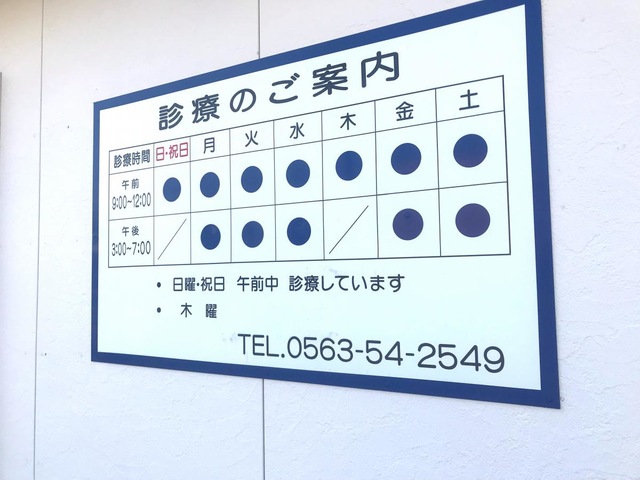 診療のご案内
診療時間 日・祝日 月 火 水 木 金 土
午前 9:00~12:00 ● ● ● ● ● ● ●
午後 3:00~7:00 ／ ● ● ● ／ ● ●
・ 日曜・祝日 午前中 診療しています
・ 木 曜
TEL.0563-54-2549